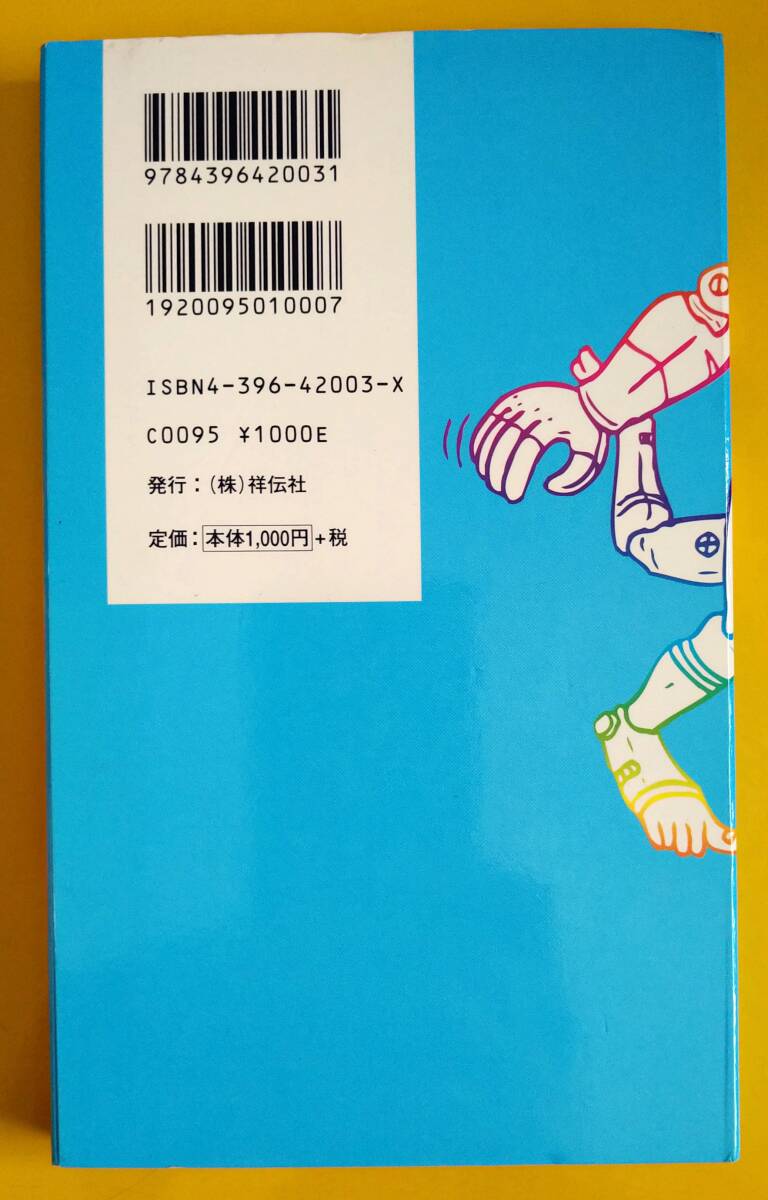 9784396420031
1920095010007
ISBN4-396-42003-X
C0095 ¥1000E
発行：(株)祥伝社
定価：本体1,000円+税